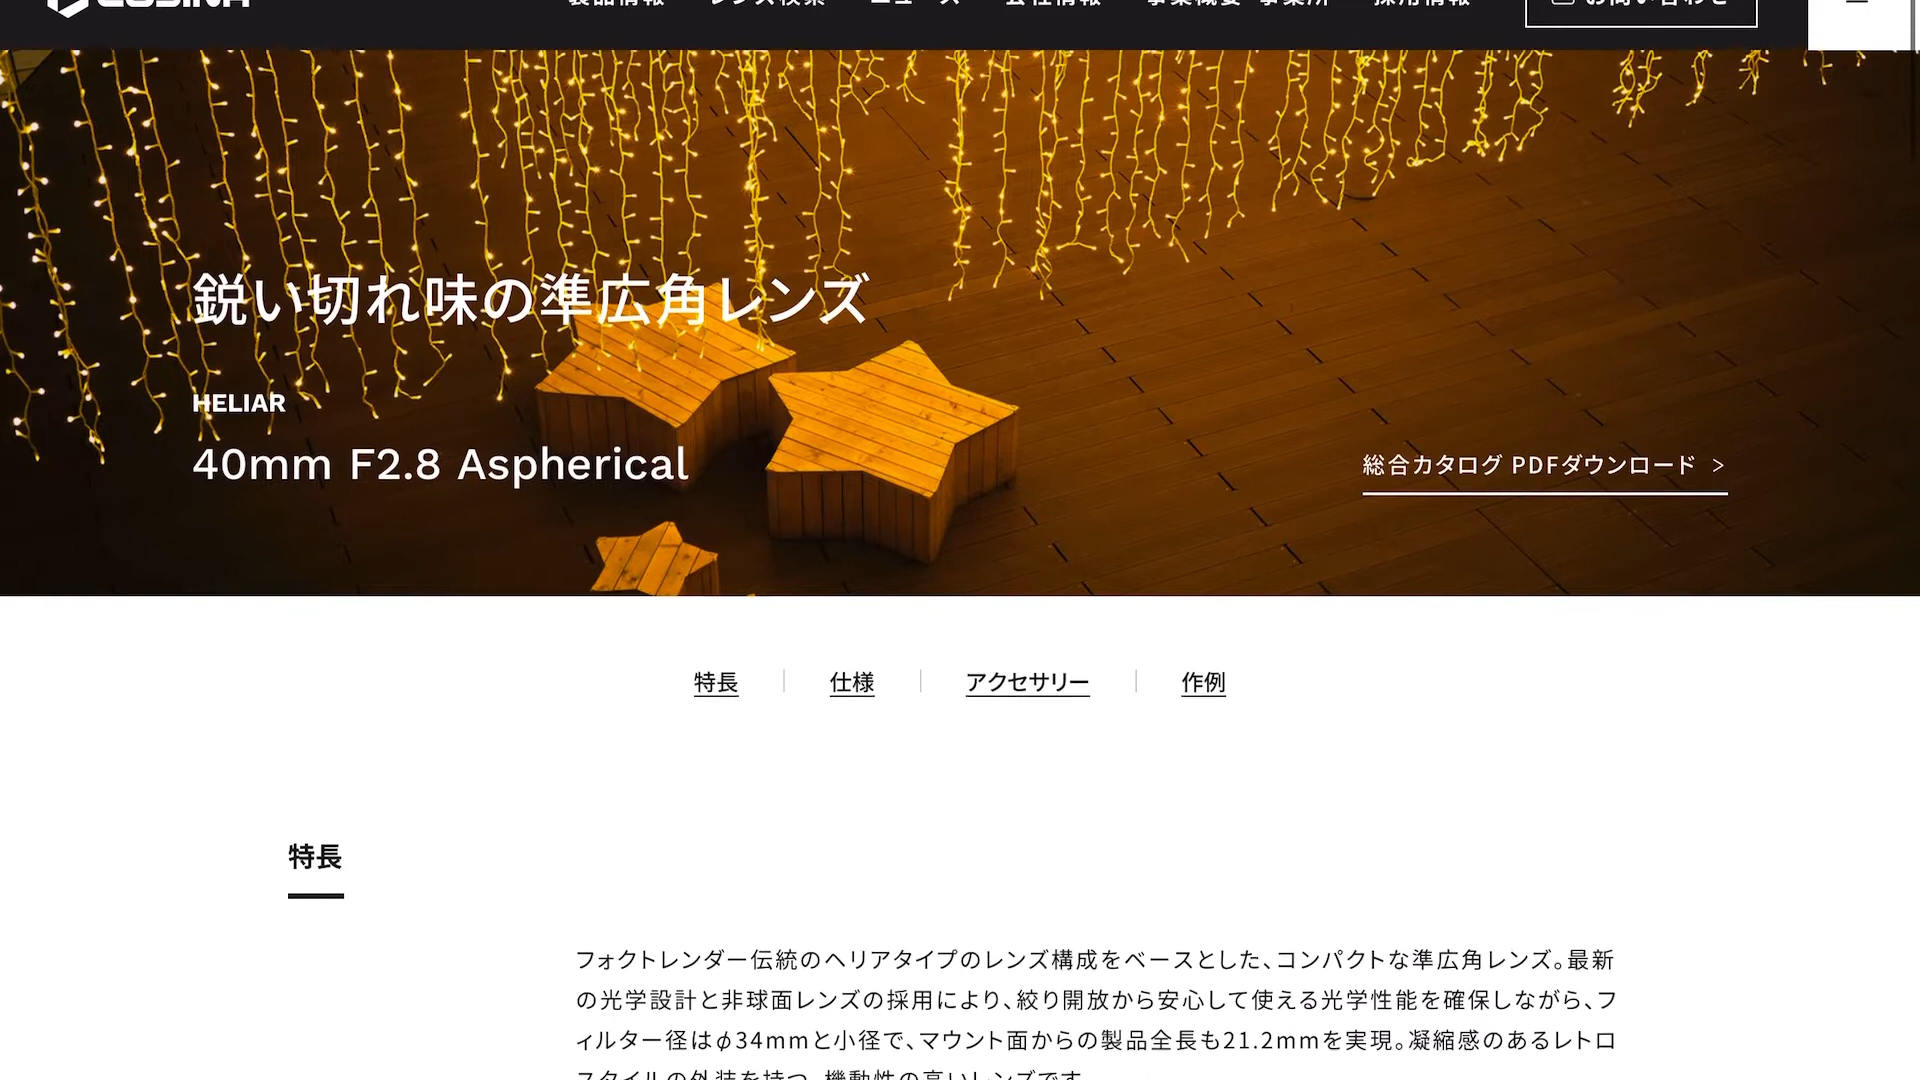 COSINA
製品情報 レンズ検索 ニュース 会社情報 事業概要・事業所 採用情報 お問い合わせ
鋭い切れ味の準広角レンズ
HELIAR
40mm F2.8 Aspherical
総合カタログ PDFダウンロード >
特長 仕様 アクセサリー 作例
特長
フォクトレンダー伝統のヘリアタイプのレンズ構成をベースとした、コンパクトな準広角レンズ。最新
の光学設計と非球面レンズの採用により、絞り開放から安心して使える光学性能を確保しながら、フ
ィルター径はφ34mmと小径で、マウント面からの製品全長も21.2mmを実現。凝縮感のあるレトロ
スタイルの外装を持つ、機動性の高いレンズです。